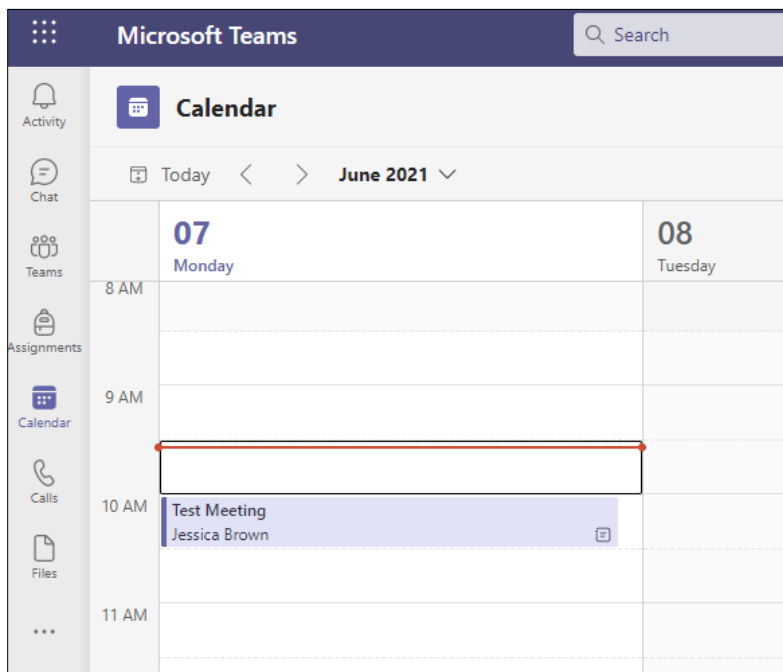 Microsoft Teams
Search
Activity
Chat
Teams
Assignments
Calendar
Calls
Files
Calendar
Today
June 2021
07
Monday
08
Tuesday
8 AM
9 AM
10 AM
Test Meeting
Jessica Brown
11 AM